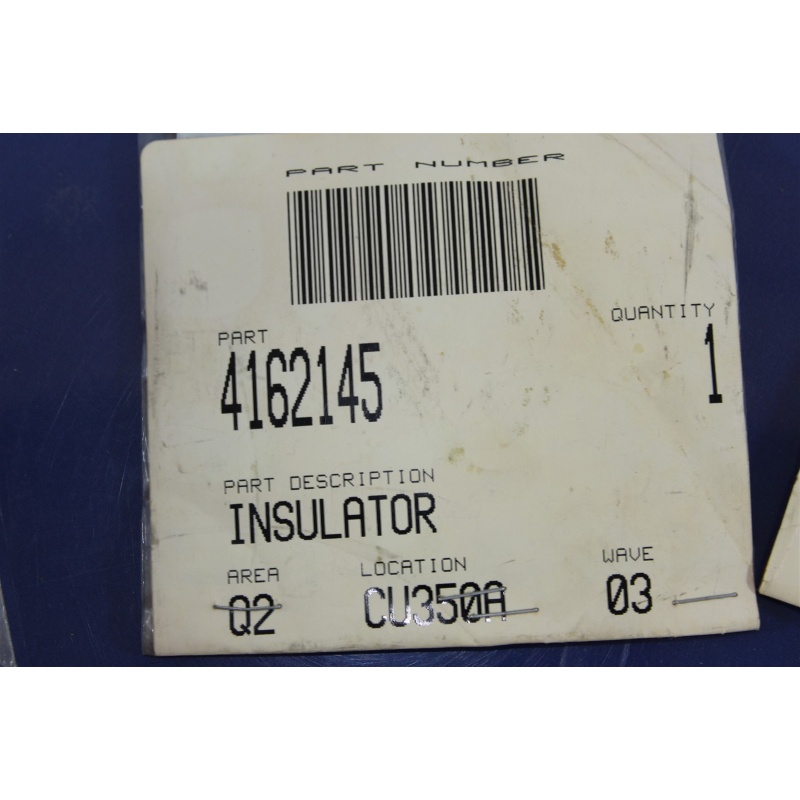 PART NUMBER
PART
4162145
QUANTITY
1
PART DESCRIPTION
INSULATOR
AREA
Q2
LOCATION
CU350A
WAVE
03